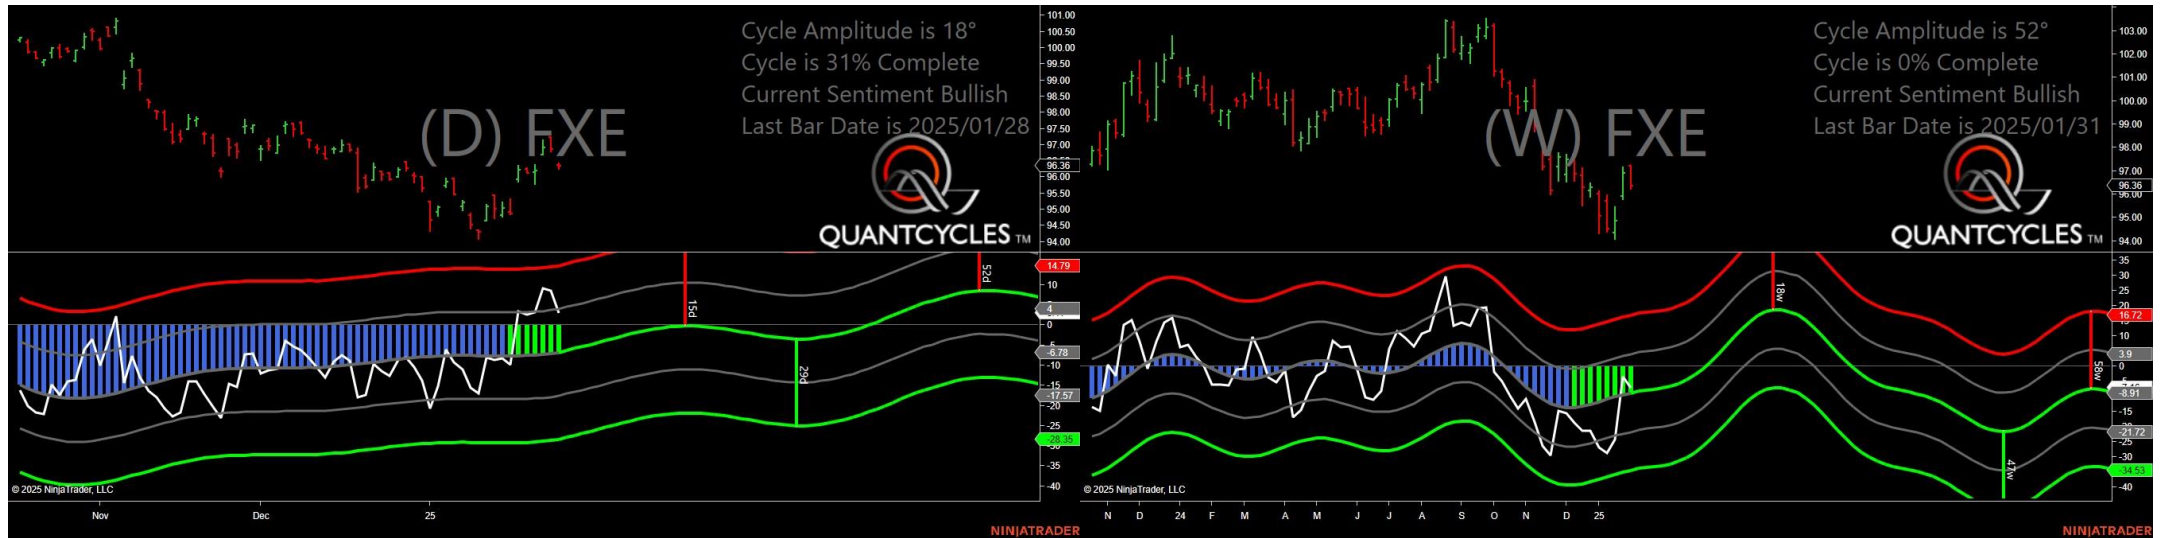 Cycle Amplitude is 18°
Cycle is 31% Complete
Current Sentiment Bullish
Last Bar Date is 2025/01/28
(D) FXE
QUANTCYCLES TM
101.00
100.50
100.00
99.50
99.00
98.50
98.00
97.50
97.00
96.36
96.00
95.50
95.00
94.50
94.00
15d
29d
52d
14.79
10
4
0
-5
-6.78
-10
-15
-17.57
-20
-25
-28.35
-35
-40
© 2025 NinjaTrader, LLC
Nov
Dec
25
NINJATRADER
Cycle Amplitude is 52°
Cycle is 0% Complete
Current Sentiment Bullish
Last Bar Date is 2025/01/31
(W) FXE
QUANTCYCLES TM
103.00
102.00
101.00
100.00
99.00
98.00
97.00
96.36
96.00
95.00
94.00
18w
47w
58w
35
30
25
20
16.72
10
3.9
0
-8.91
-15
-21.72
-25
-30
-34.53
-40
© 2025 NinjaTrader, LLC
N D 24 F M A M J J A S O N D 25
NINJATRADER